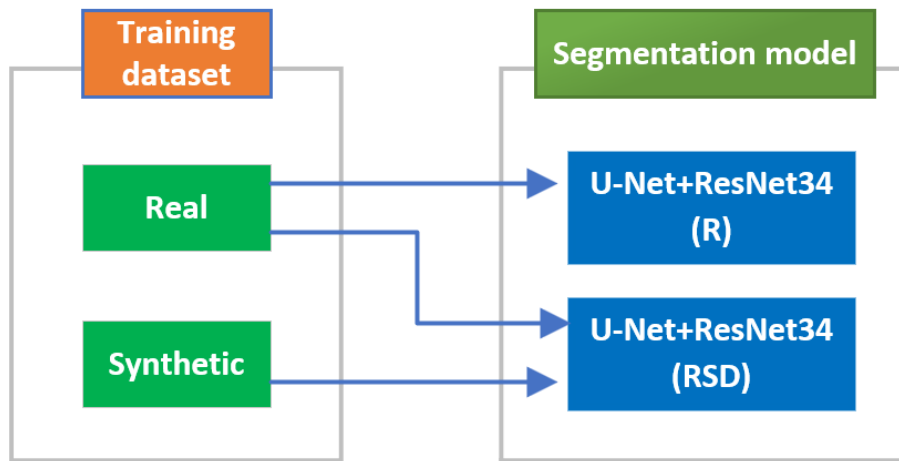 Training
dataset
Segmentation model
Real
Synthetic
U-Net+ResNet34
(R)
U-Net+ResNet34
(RSD)